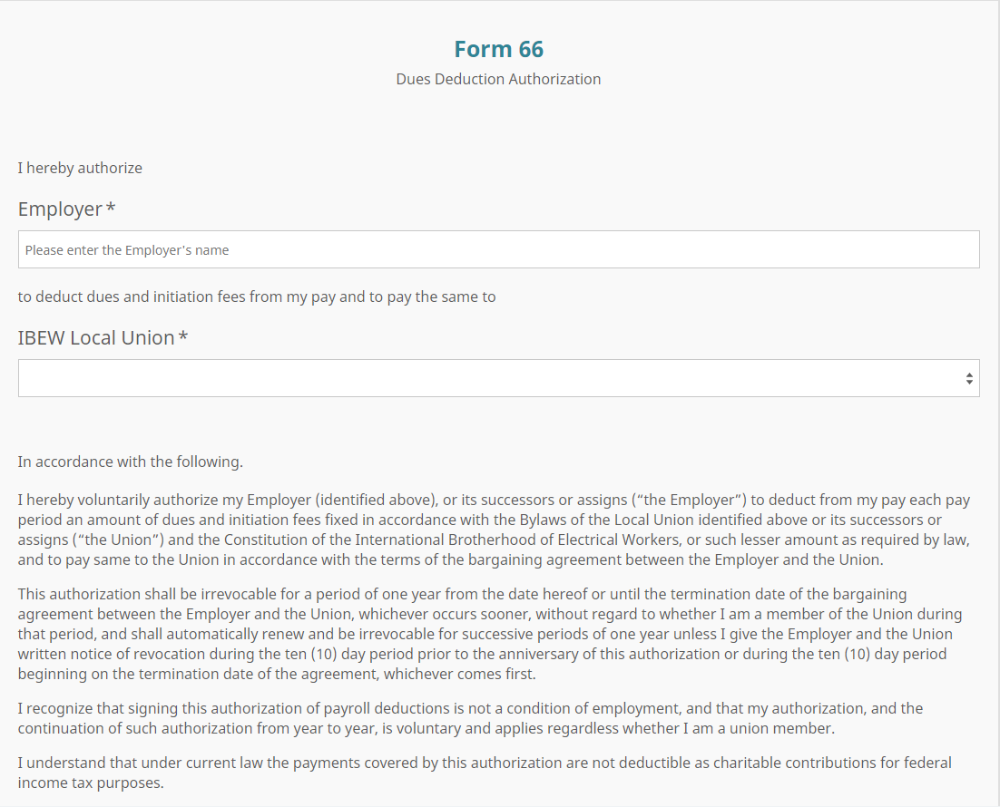 Form 66
Dues Deduction Authorization
I hereby authorize
Employer*
Please enter the Employer's name
to deduct dues and initiation fees from my pay and to pay the same to
IBEW Local Union*
In accordance with the following.
I hereby voluntarily authorize my Employer (identified above), or its successors or assigns (“the Employer”) to deduct from my pay each pay
period an amount of dues and initiation fees fixed in accordance with the Bylaws of the Local Union identified above or its successors or
assigns (“the Union”) and the Constitution of the International Brotherhood of Electrical Workers, or such lesser amount as required by law,
and to pay same to the Union in accordance with the terms of the bargaining agreement between the Employer and the Union.
This authorization shall be irrevocable for a period of one year from the date hereof or until the termination date of the bargaining
agreement between the Employer and the Union, whichever occurs sooner, without regard to whether I am a member of the Union during
that period, and shall automatically renew and be irrevocable for successive periods of one year unless I give the Employer and the Union
written notice of revocation during the ten (10) day period prior to the anniversary of this authorization or during the ten (10) day period
beginning on the termination date of the agreement, whichever comes first.
I recognize that signing this authorization of payroll deductions is not a condition of employment, and that my authorization, and the
continuation of such authorization from year to year, is voluntary and applies regardless whether I am a union member.
I understand that under current law the payments covered by this authorization are not deductible as charitable contributions for federal
income tax purposes.